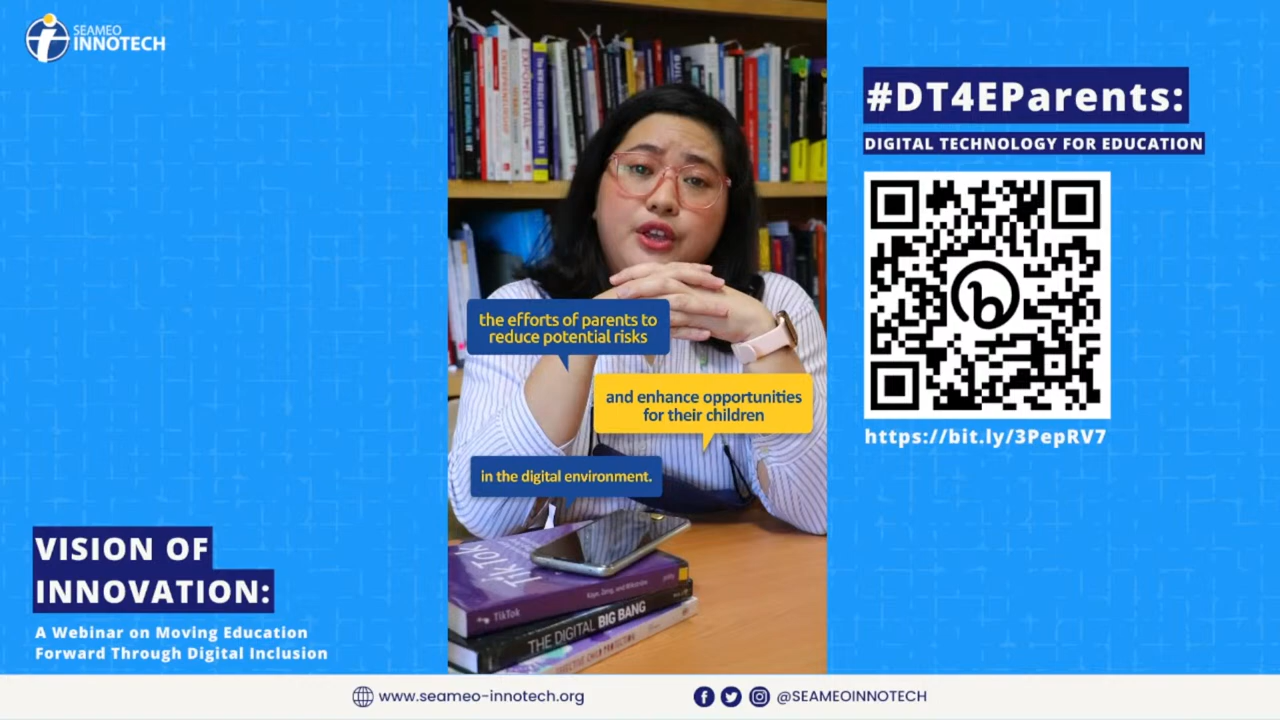 SEAMEO
INNOTECH
VISION OF
INNOVATION:
A Webinar on Moving Education
Forward Through Digital Inclusion
EXPONENTIAL
the efforts of parents to
reduce potential risks
and enhance opportunities
for their children
in the digital environment.
TikTok
TikTok
THE DIGITAL BIG BANG
#DT4EParents:
DIGITAL TECHNOLOGY FOR EDUCATION
https://bit.ly/3PepRV7
www.seameo-innotech.org
@SEAMEOINNOTECH